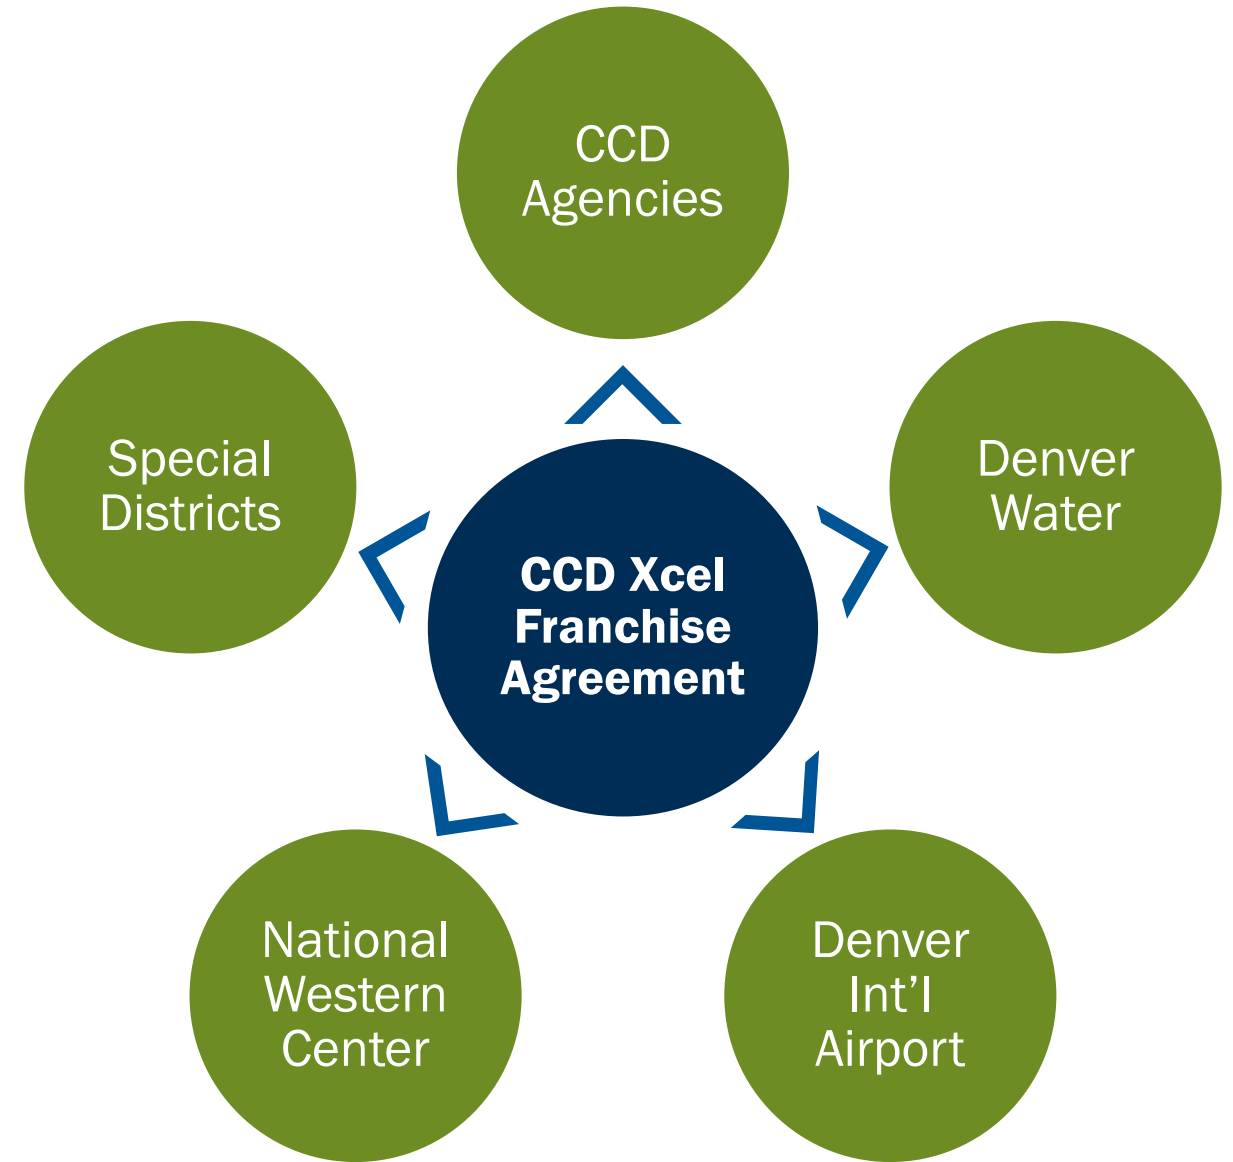 CCD
Agencies
Special
Districts
Denver
Water
CCD Xcel
Franchise
Agreement
National
Western
Center
Denver
Int’l
Airport